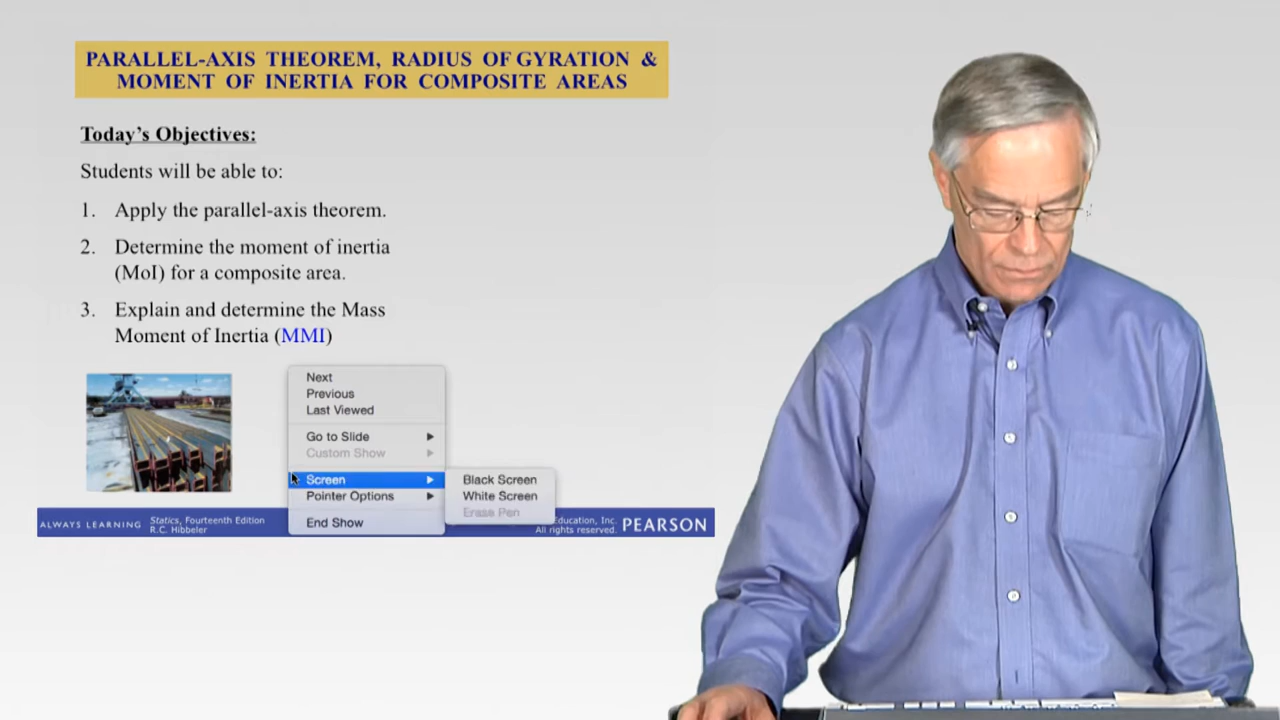 PARALLEL-AXIS THEOREM, RADIUS OF GYRATION &
MOMENT OF INERTIA FOR COMPOSITE AREAS
Today's Objectives:
Students will be able to:
1. Apply the parallel-axis theorem.
2. Determine the moment of inertia
(MoI) for a composite area.
3. Explain and determine the Mass
Moment of Inertia (MMI)
Next
Previous
Last Viewed
Go to Slide
Custom Show
Screen
Pointer Options
End Show
Black Screen
White Screen
Erase Pen
ALWAYS LEARNING
Statics, Fourteenth Edition
R.C. Hibbeler
Education, Inc.
All rights reserved.
PEARSON